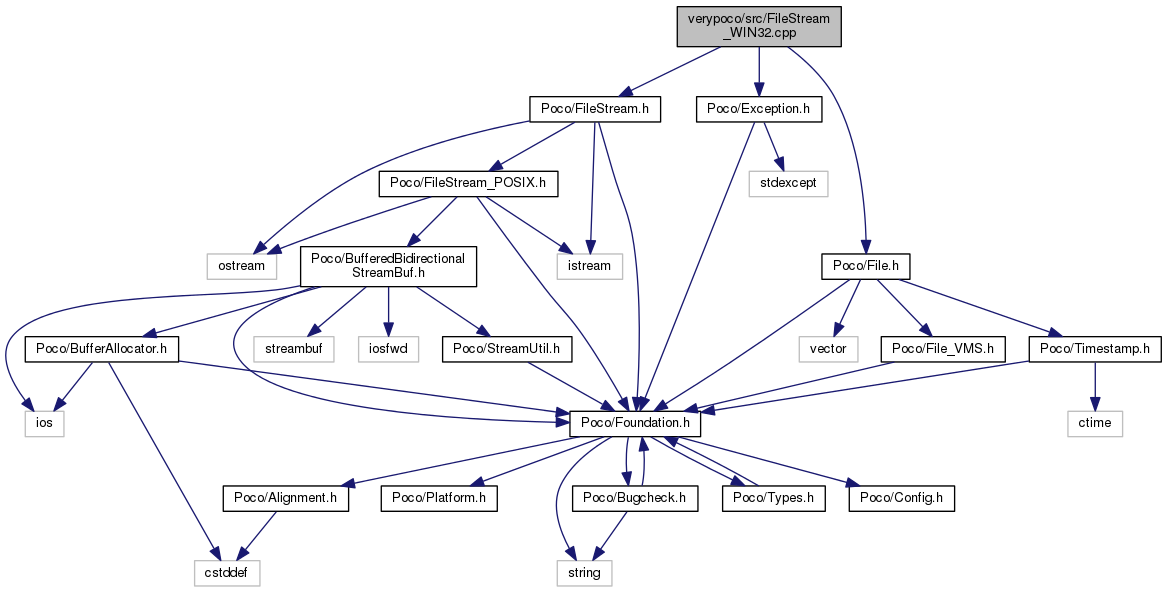 verypoco/src/FileStream
_WIN32.cpp
Poco/FileStream.h
Poco/Exception.h
Poco/FileStream_POSIX.h
stdexcept
ostream
Poco/BufferedBidirectional
StreamBuf.h
istream
Poco/File.h
Poco/BufferAllocator.h
streambuf
iosfwd
Poco/StreamUtil.h
vector
Poco/File_VMS.h
Poco/Timestamp.h
ios
Poco/Foundation.h
ctime
Poco/Alignment.h
Poco/Platform.h
Poco/Bugcheck.h
Poco/Types.h
Poco/Config.h
cstddef
string